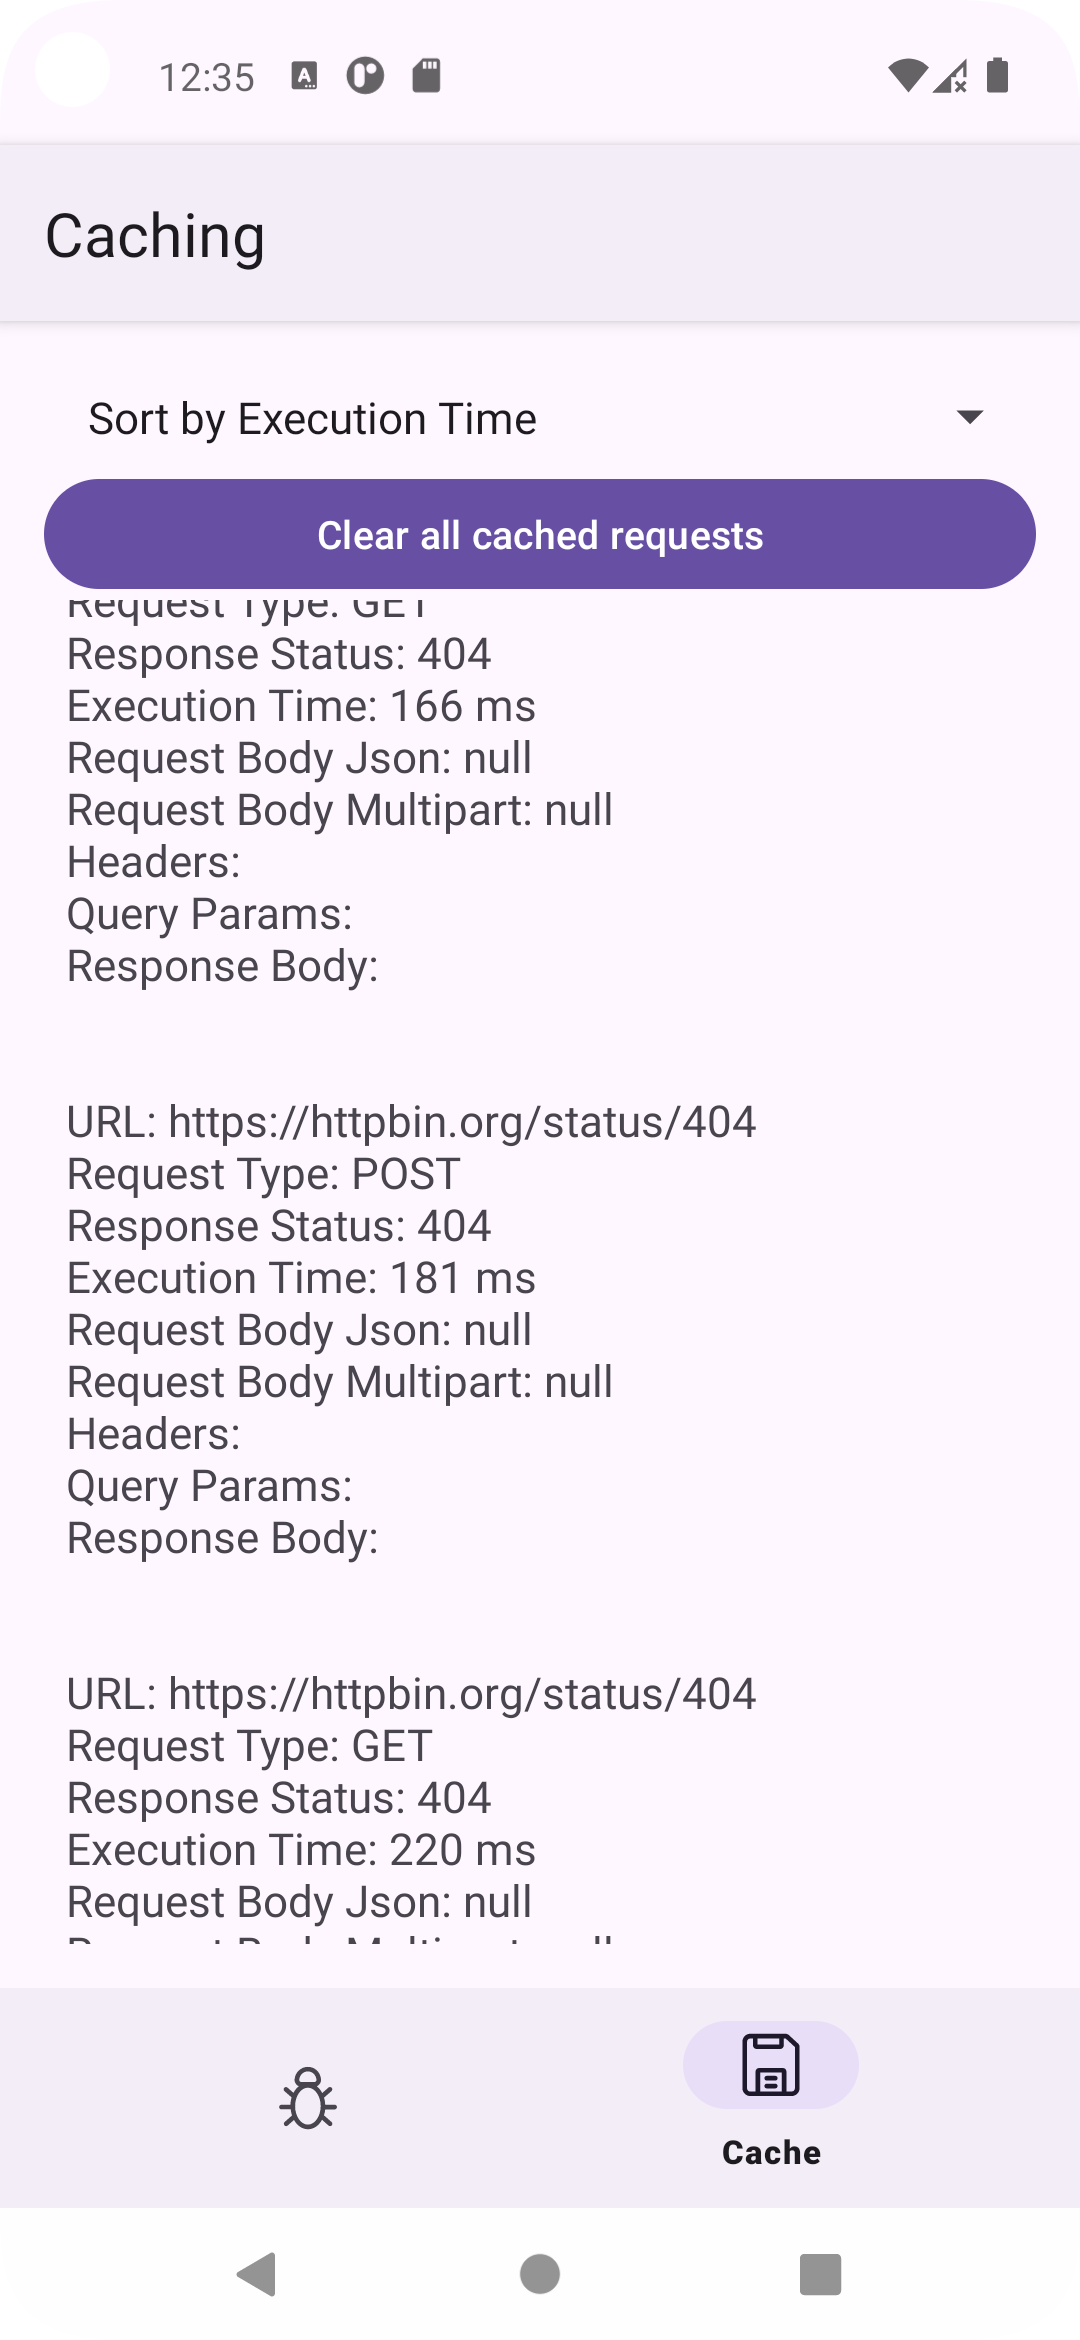 12:35
Caching
Sort by Execution Time
Clear all cached requests
Request Type: GET
Response Status: 404
Execution Time: 166 ms
Request Body Json: null
Request Body Multipart: null
Headers:
Query Params:
Response Body:
URL: https://httpbin.org/status/404
Request Type: POST
Response Status: 404
Execution Time: 181 ms
Request Body Json: null
Request Body Multipart: null
Headers:
Query Params:
Response Body:
URL: https://httpbin.org/status/404
Request Type: GET
Response Status: 404
Execution Time: 220 ms
Request Body Json: null
Cache